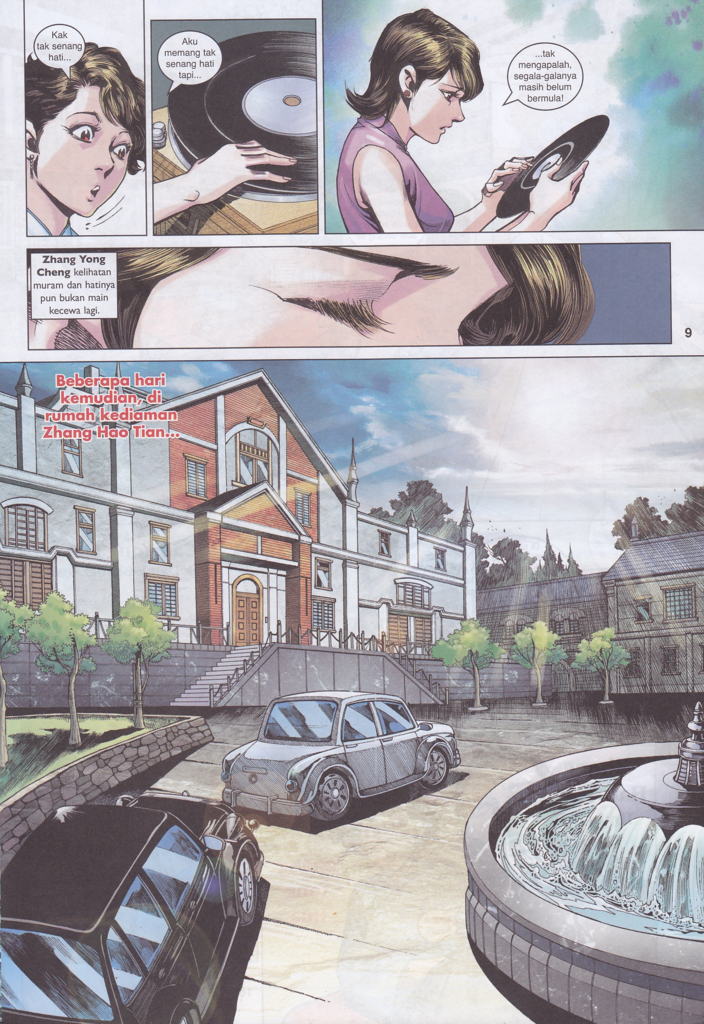 Kak
tak senang
hati...
Aku
memang tak
senang hati
tapi...
...tak
mengapalah,
segala-galanya
masih belum
bermula!
Zhang Yong
Cheng kelihatan
muram dan hatinya
pun bukan main
kecewa lagi.
9
Beberapa hari
kemudian, di
rumah kediaman
Zhang Hao Tian...